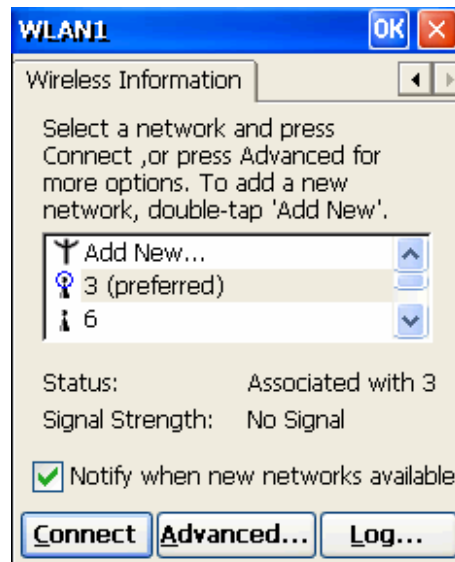 WLAN1 OK
Wireless Information
Select a network and press
Connect ,or press Advanced for
more options. To add a new
network, double-tap 'Add New'.
Add New...
3 (preferred)
6
Status: Associated with 3
Signal Strength: No Signal
Notify when new networks available
Connect Advanced... Log...